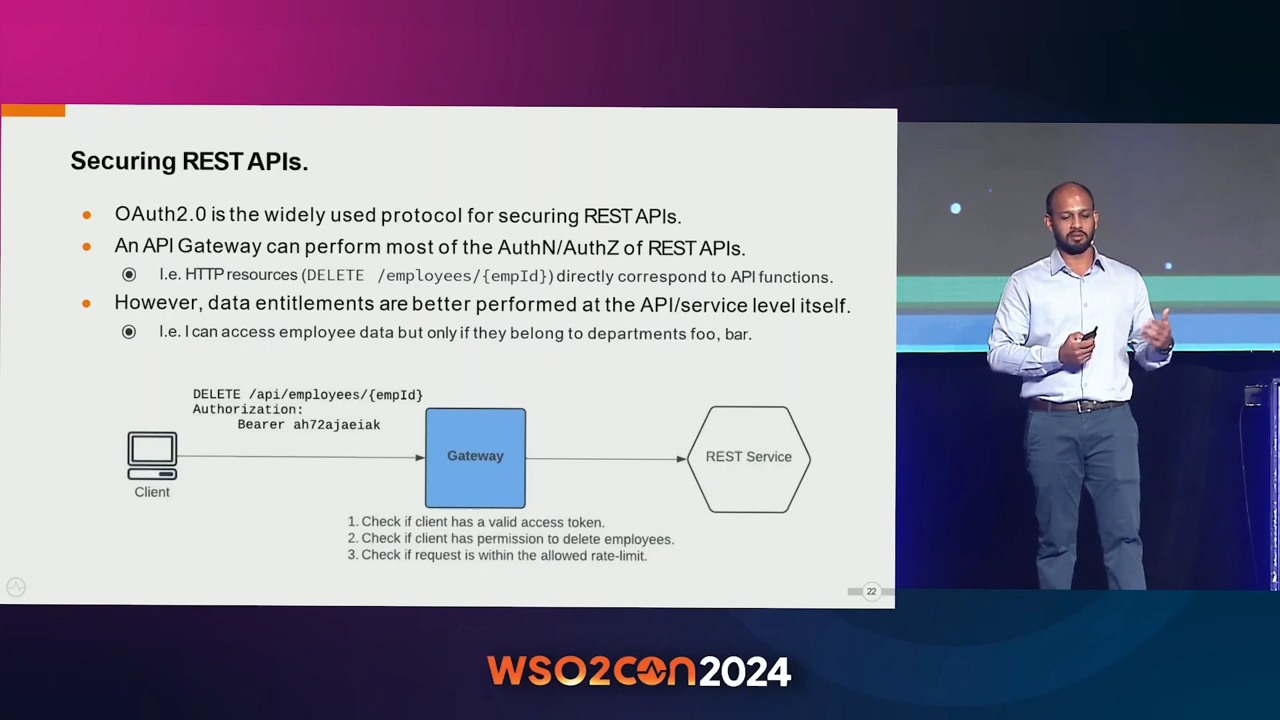 Securing REST APIs.
OAuth2.0 is the widely used protocol for securing REST APIs.
An API Gateway can perform most of the AuthN/AuthZ of REST APIs.
I.e. HTTP resources (DELETE /employees/{empId}) directly correspond to API functions.
However, data entitlements are better performed at the API/service level itself.
I.e. I can access employee data but only if they belong to departments foo, bar.
DELETE /api/employees/{empId}
Authorization:
Bearer ah72ajaeiak
Client
Gateway
REST Service
1. Check if client has a valid access token.
2. Check if client has permission to delete employees.
3. Check if request is within the allowed rate-limit.
22
WSO2CON2024